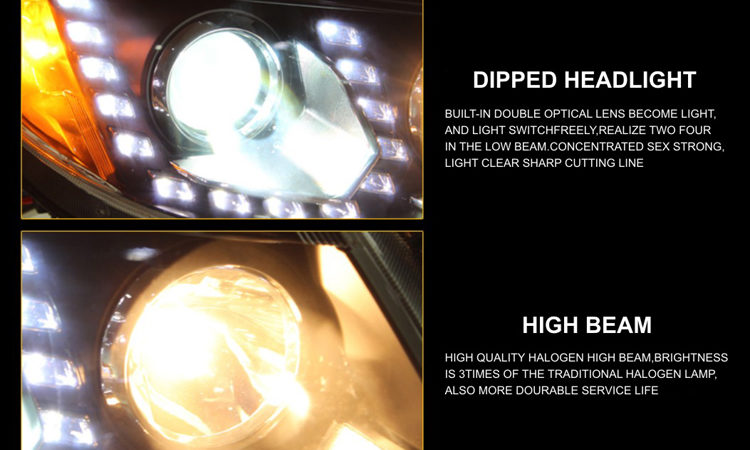 DIPPED HEADLIGHT
BUILT-IN DOUBLE OPTICAL LENS BECOME LIGHT,
AND LIGHT SWITCHFREELY,REALIZE TWO FOUR
IN THE LOW BEAM.CONCENTRATED SEX STRONG,
LIGHT CLEAR SHARP CUTTING LINE
HIGH BEAM
HIGH QUALITY HALOGEN HIGH BEAM,BRIGHTNESS
IS 3TIMES OF THE TRADITIONAL HALOGEN LAMP,
ALSO MORE DOURABLE SERVICE LIFE